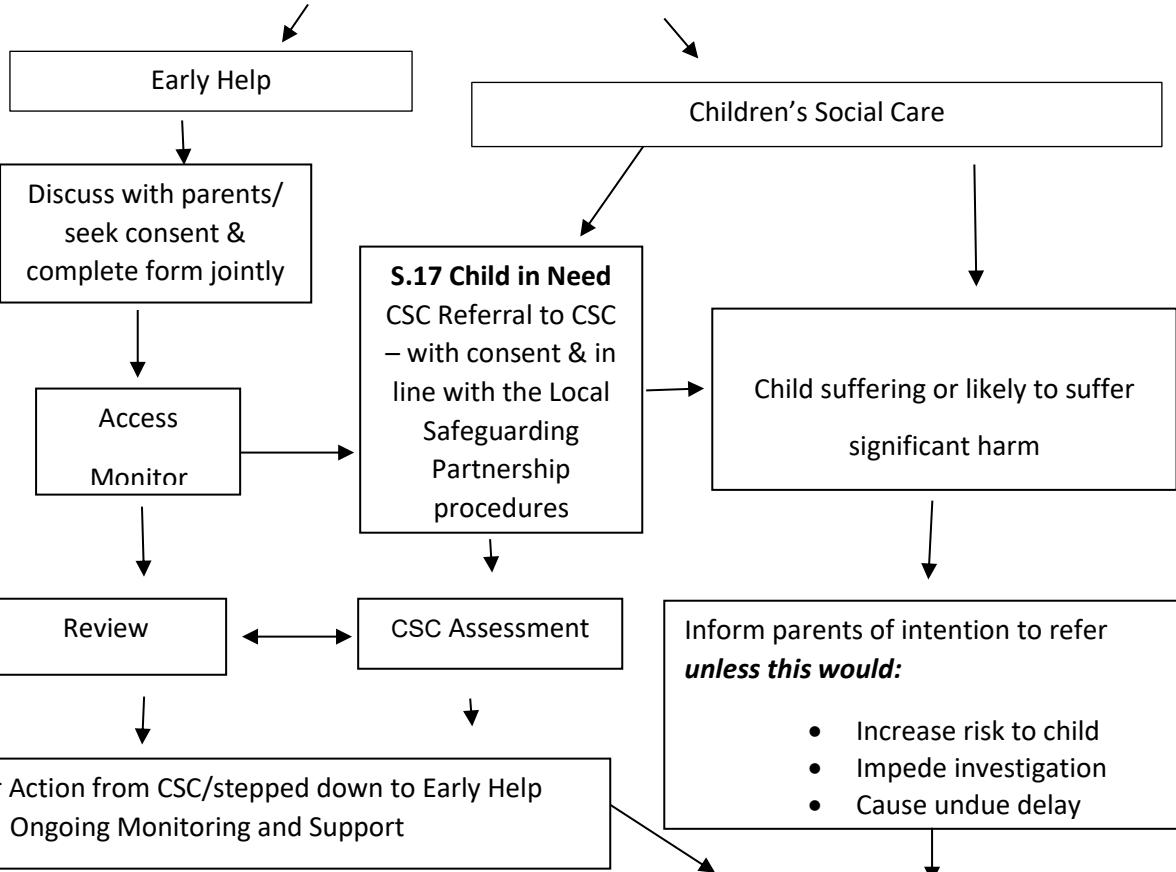 Early Help
Children’s Social Care
Discuss with parents/
seek consent &
complete form jointly
S.17 Child in Need
CSC Referral to CSC
– with consent & in
line with the Local
Safeguarding
Partnership
procedures
Child suffering or likely to suffer
significant harm
Access
Monitor
Review
CSC Assessment
Inform parents of intention to refer
unless this would:
• Increase risk to child
• Impede investigation
• Cause undue delay
Action from CSC/stepped down to Early Help
Ongoing Monitoring and Support